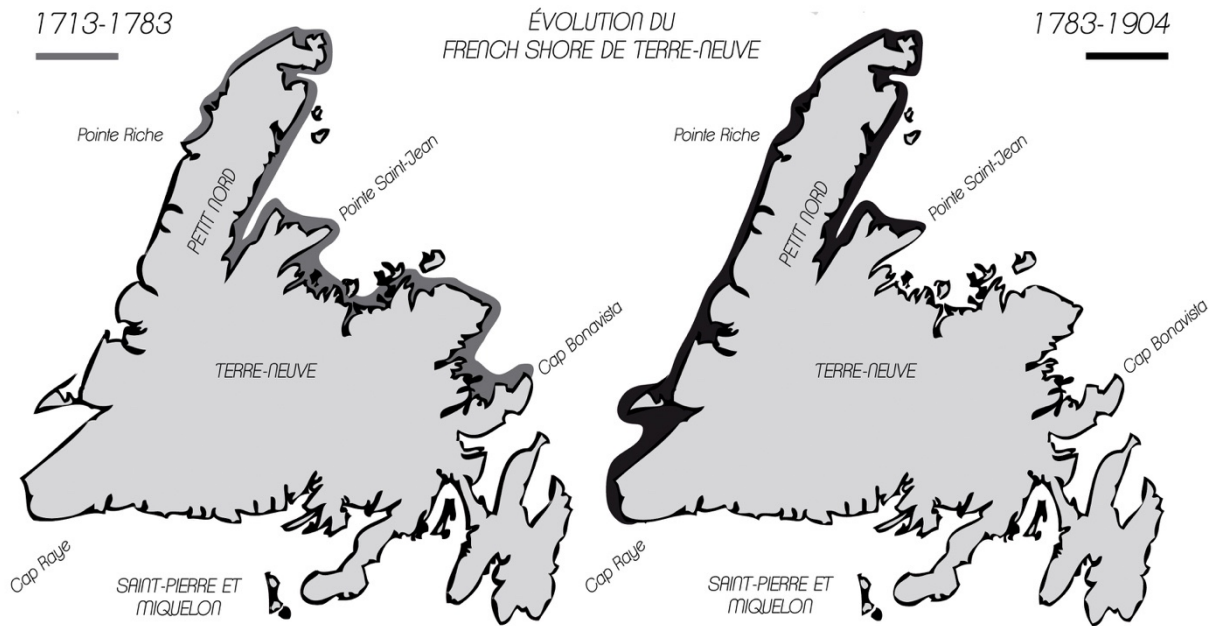 1713-1783
ÉVOLUTION DU
FRENCH SHORE DE TERRE-NEUVE
1783-1904
Pointe Riche
PETIT NORD
Pointe Saint-Jean
TERRE-NEUVE
Cap Bonavista
Cap Raye
SAINT-PIERRE ET
MIQUELON
Pointe Riche
PETIT NORD
Pointe Saint-Jean
TERRE-NEUVE
Cap Bonavista
Cap Raye
SAINT-PIERRE ET
MIQUELON